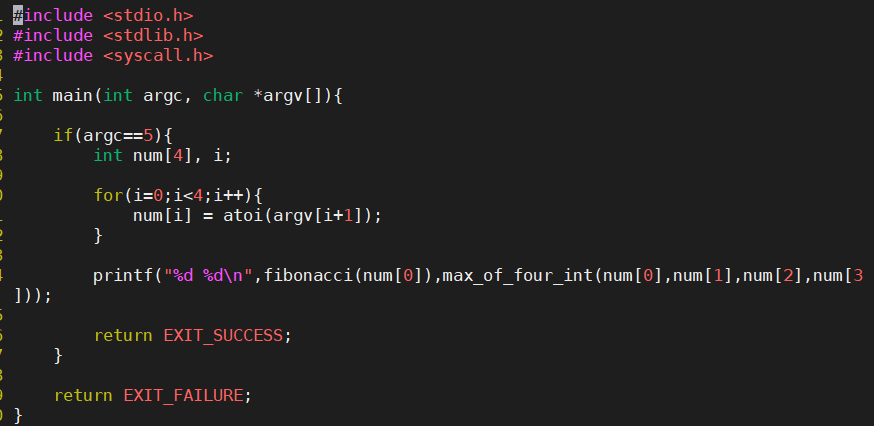 #include <stdio.h>
#include <stdlib.h>
#include <syscall.h>
int main(int argc, char *argv[]){
if(argc==5){
int num[4], i;
for(i=0;i<4;i++){
num[i] = atoi(argv[i+1]);
}
printf("%d %d\n",fibonacci(num[0]),max_of_four_int(num[0],num[1],num[2],num[3
]));
return EXIT_SUCCESS;
}
return EXIT_FAILURE;
}